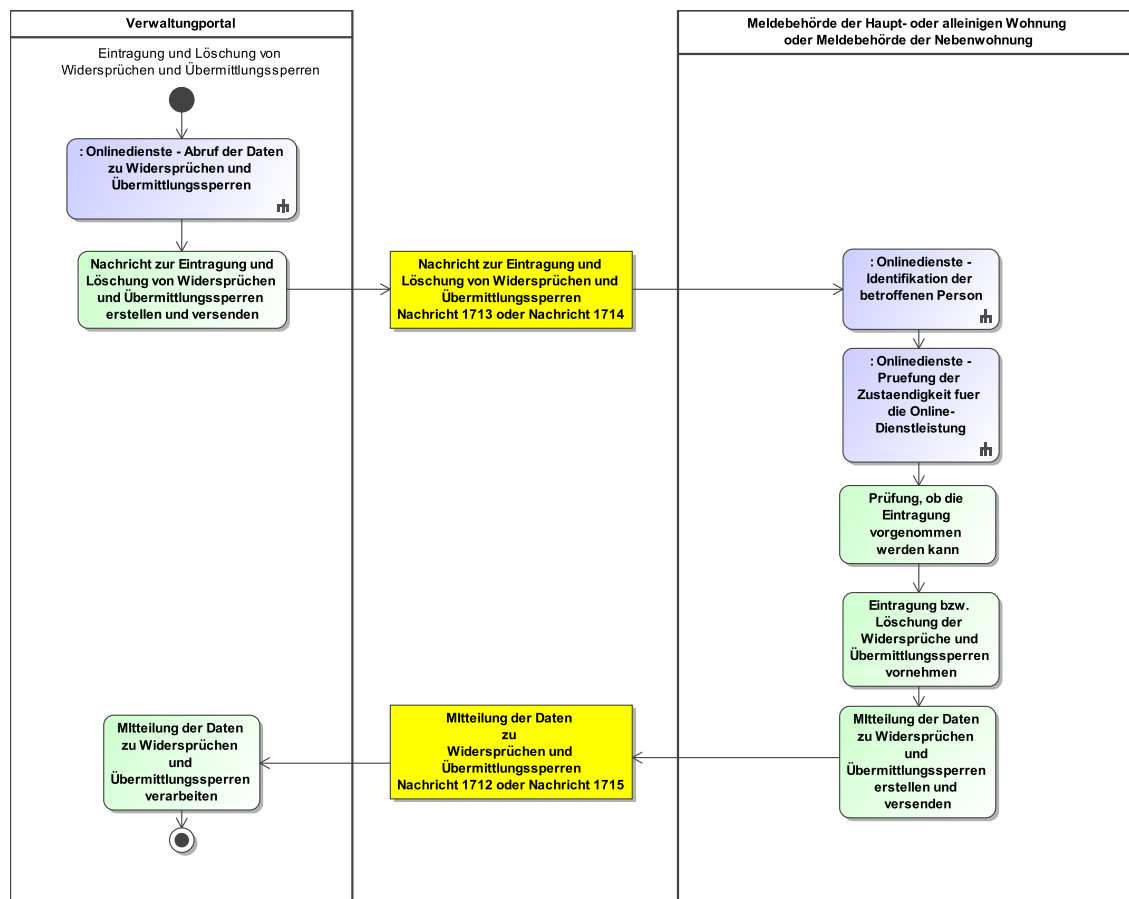 Verwaltungportal
Meldebehörde der Haupt- oder alleinigen Wohnung
oder Meldebehörde der Nebenwohnung
Eintragung und Löschung von
Widersprüchen und Übermittlungssperren
: Onlinedienste - Abruf der Daten
zu Widersprüchen und
Übermittlungssperren
Nachricht zur Eintragung und
Löschung von Widersprüchen
und Übermittlungssperren
erstellen und versenden
Nachricht zur Eintragung und
Löschung von Widersprüchen und
Übermittlungssperren
Nachricht 1713 oder Nachricht 1714
: Onlinedienste -
Identifikation der
betroffenen Person
: Onlinedienste -
Pruefung der
Zustaendigkeit fuer
die Online-
Dienstleistung
Prüfung, ob die
Eintragung
vorgenommen
werden kann
Eintragung bzw.
Löschung der
Widersprüche und
Übermittlungssperren
vornehmen
MItteilung der Daten
zu Widersprüchen
und
Übermittlungssperren
erstellen und
versenden
MItteilung der Daten
zu
Widersprüchen und
Übermittlungssperren
Nachricht 1712 oder Nachricht 1715
MItteilung der Daten
zu Widersprüchen
und
Übermittlungssperren
verarbeiten